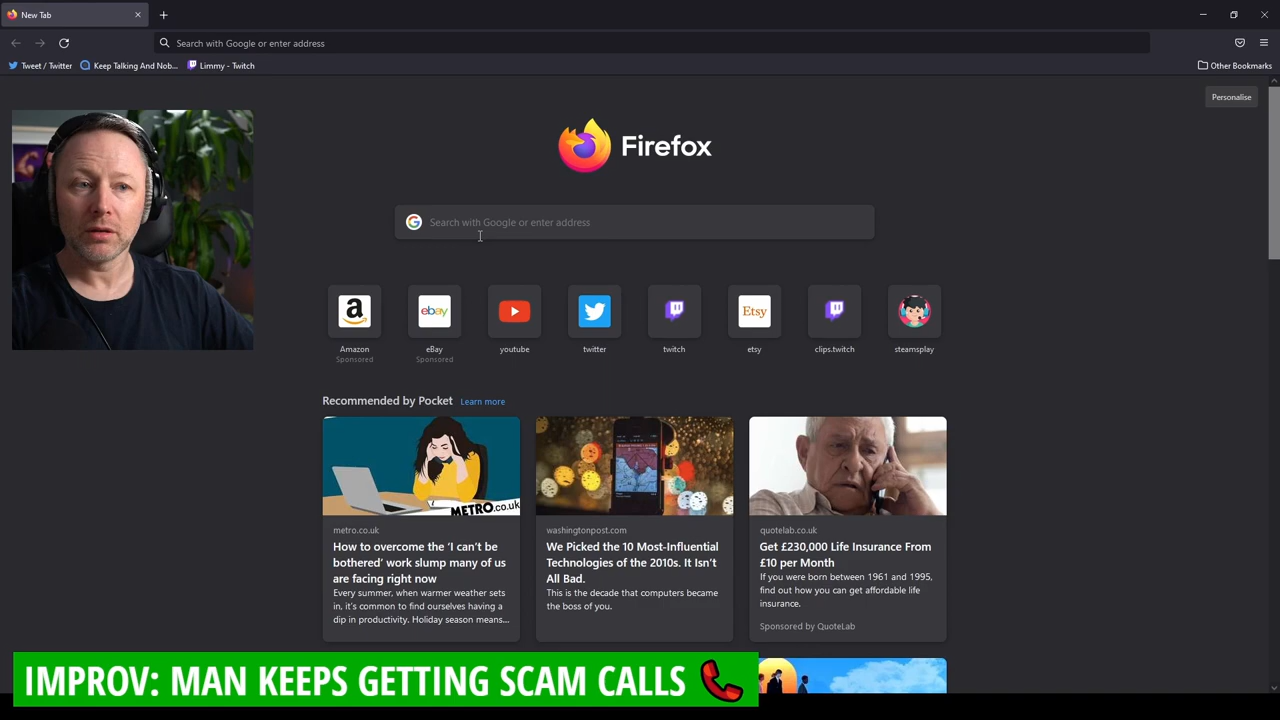 New Tab
Search with Google or enter address
Tweet / Twitter
Keep Talking And Nob...
Limmy - Twitch
Other Bookmarks
Personalise
Firefox
Search with Google or enter address
a
ebay
Etsy
Amazon
Sponsored
eBay
Sponsored
youtube
twitter
twitch
etsy
clips.twitch
steamsplay
Recommended by Pocket
Learn more
METRO.co.uk
metro.co.uk
How to overcome the ‘I can’t be
bothered’ work slump many of us
are facing right now
Every summer, when warmer weather sets
in, it's common to find ourselves having a
dip in productivity. Holiday season means...
washingtonpost.com
We Picked the 10 Most-Influential
Technologies of the 2010s. It Isn’t
All Bad.
This is the decade that computers became
the boss of you.
quotelab.co.uk
Get £230,000 Life Insurance From
£10 per Month
If you were born between 1961 and 1995,
find out how you can get affordable life
insurance.
Sponsored by QuoteLab
IMPROV: MAN KEEPS GETTING SCAM CALLS